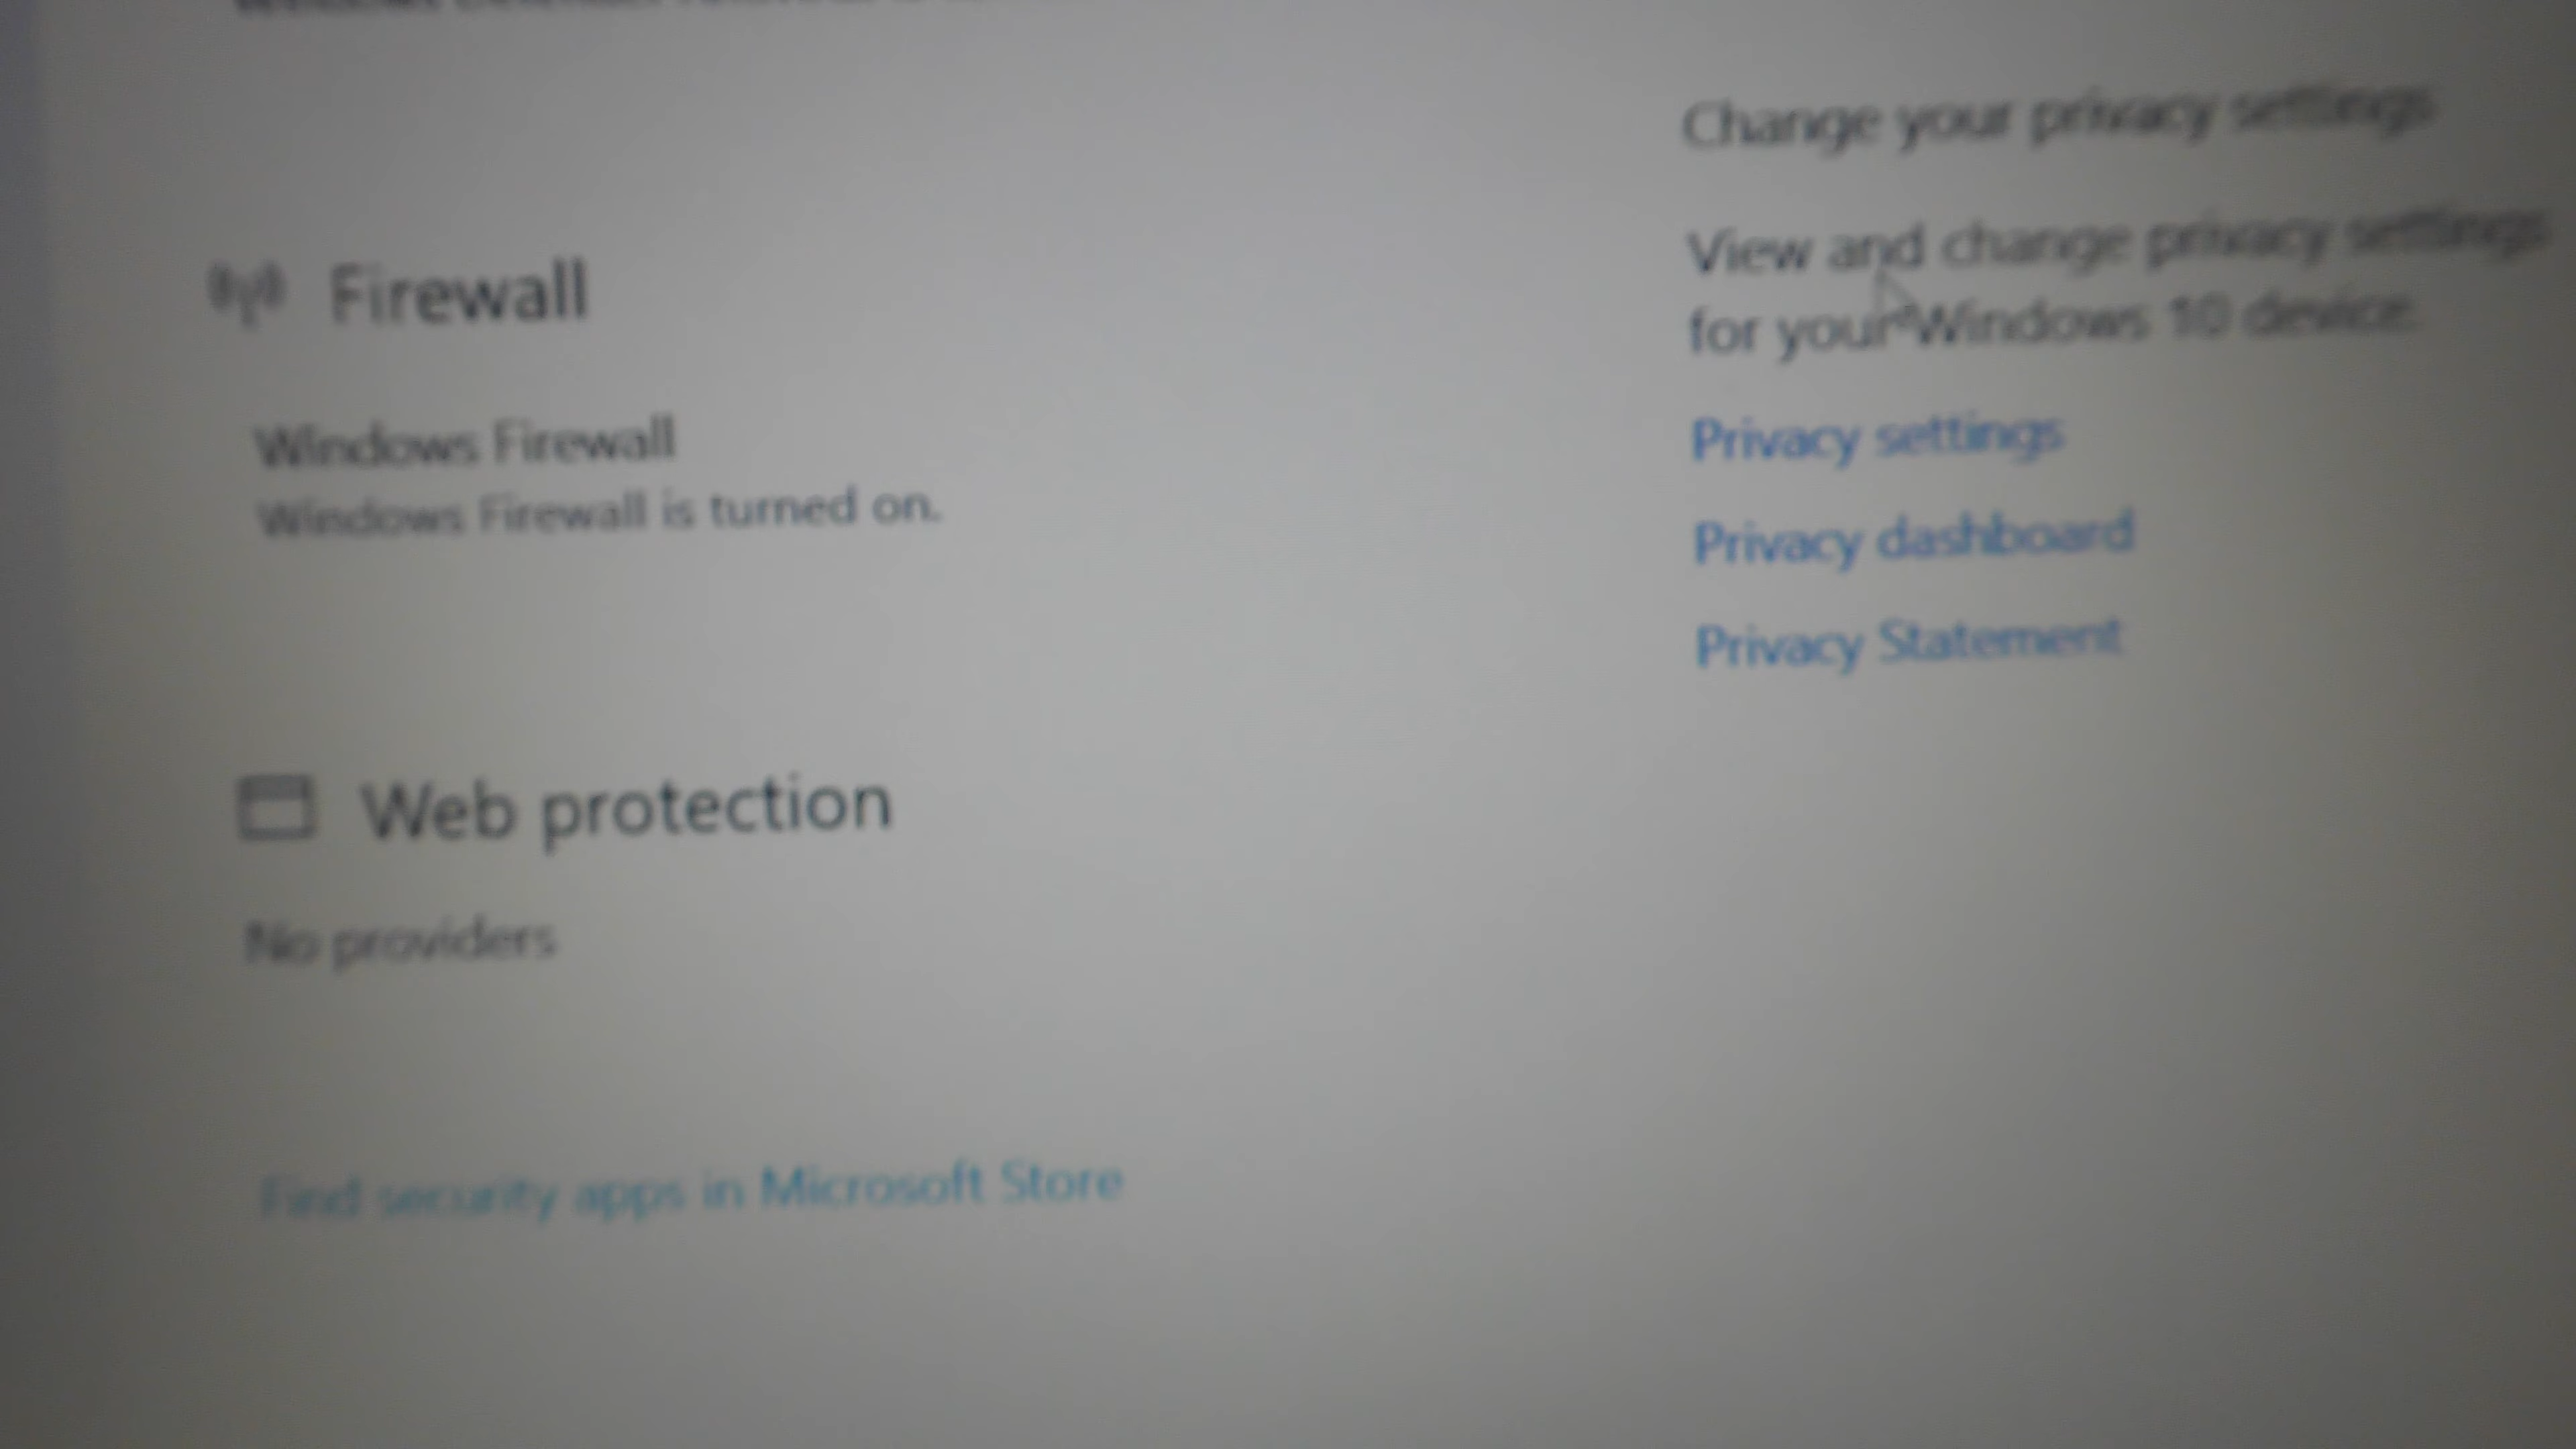 Firewall
Windows Firewall
Windows Firewall is turned on.
Web protection
No providers
Find security apps in Microsoft Store
Change your privacy settings
View and change privacy settings
for your Windows 10 device.
Privacy settings
Privacy dashboard
Privacy Statement